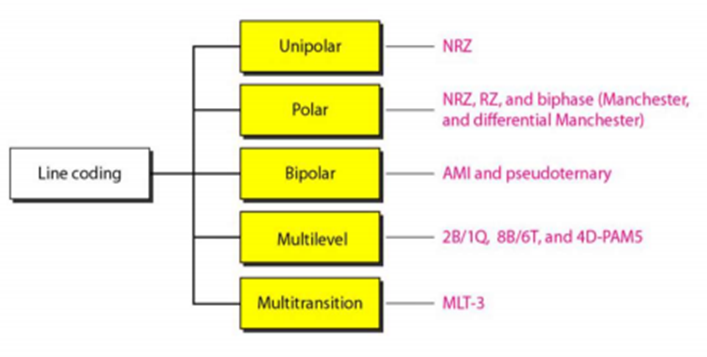 Unipolar
NRZ
Polar
NRZ, RZ, and biphase (Manchester,
and differential Manchester)
Line coding
Bipolar
AMI and pseudoternary
Multilevel
2B/1Q, 8B/6T, and 4D-PAM5
Multitransition
MLT-3